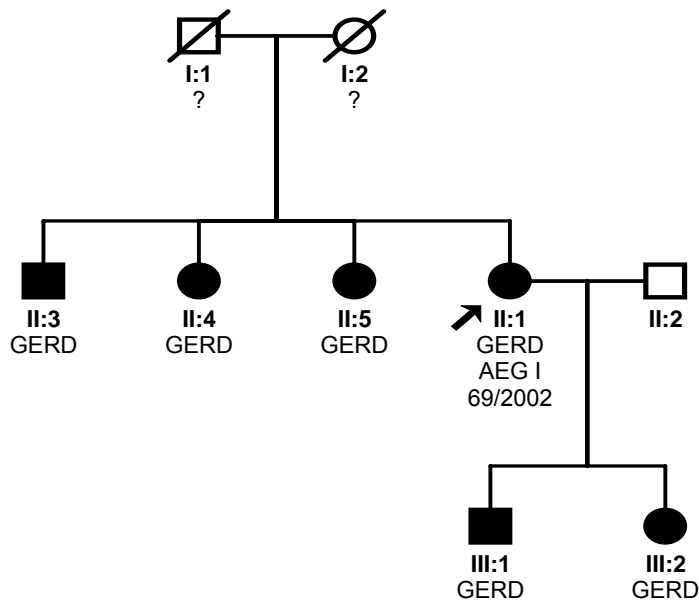 I:1
?
I:2
?
II:3
GERD
II:4
GERD
II:5
GERD
II:1
GERD
AEG I
69/2002
II:2
III:1
GERD
III:2
GERD